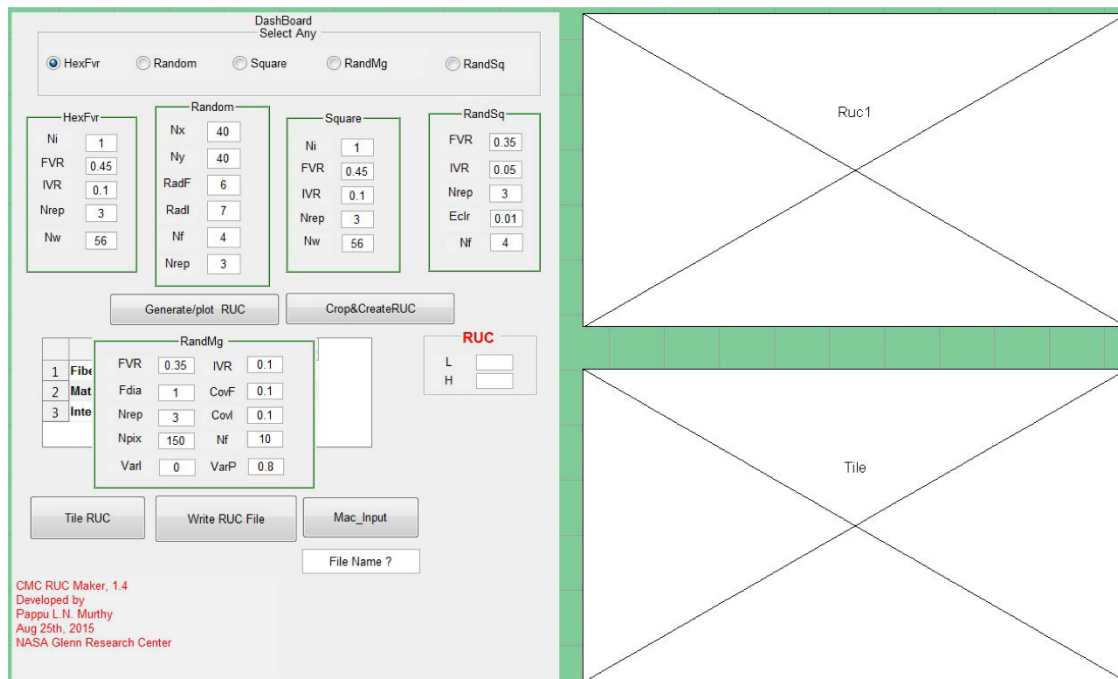 DashBoard
Select Any
HexFvr Random Square RandMg RandSq
HexFvr
Ni 1
FVR 0.45
IVR 0.1
Nrep 3
Nw 56
Random
Nx 40
Ny 40
RadF 6
RadI 7
Nf 4
Nrep 3
Square
Ni 1
FVR 0.45
IVR 0.1
Nrep 3
Nw 56
RandSq
FVR 0.35
IVR 0.05
Nrep 3
Eclr 0.01
Nf 4
Generate/plot RUC Crop&CreateRUC
1 Fibe
2 Mat
3 Inte
RandMg
FVR 0.35 IVR 0.1
Fdia 1 CovF 0.1
Nrep 3 CovI 0.1
Npix 150 Nf 10
VarI 0 VarP 0.8
RUC
L
H
Tile RUC Write RUC File Mac_Input
File Name ?
CMC RUC Maker, 1.4
Developed by
Pappu L.N. Murthy
Aug 25th, 2015
NASA Glenn Research Center
Ruc1
Tile